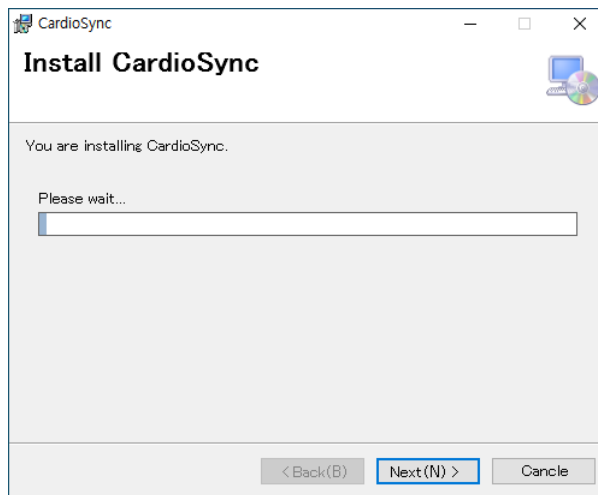 CardioSync
Install CardioSync
You are installing CardioSync.
Please wait...
< Back(B)
Next(N) >
Cancle